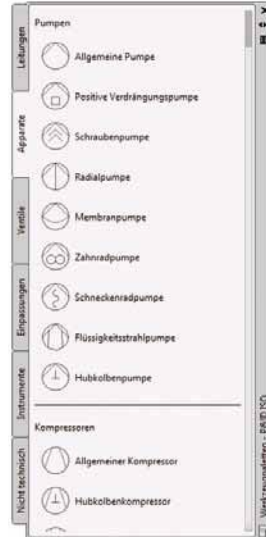 Leitungen
Apparate
Ventile
Einpassungen
Instrumente
Nicht technisch
Pumpen
Allgemeine Pumpe
Positive Verdrängungspumpe
Schraubenpumpe
Radialpumpe
Membranpumpe
Zahnradpumpe
Schneckenradpumpe
Flüssigkeitsstrahlpumpe
Hubkolbenpumpe
Kompressoren
Allgemeiner Kompressor
Hubkolbenkompressor
Werkzeugpaletten - P&ID ISO